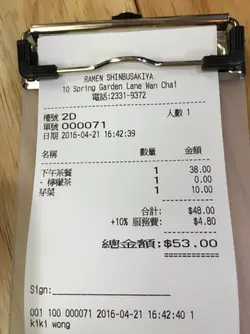 RAMEN SHINBUSAKIYA
10 Spring Garden Lane Wan Chai
電話:2331-9372
檯號 2D 人數 1
單號 000071
日期 2016-04-21 16:42:39
名稱 數量 金額
下午茶餐 1 38.00
- 檸檬茶 1 0.00
芽菜 1 10.00
合計: $48.00
+10% 服務費: $4.80
總金額:$53.00
Sign:
001 100 000071 2016-04-21 16:42:40 1
kiki wong